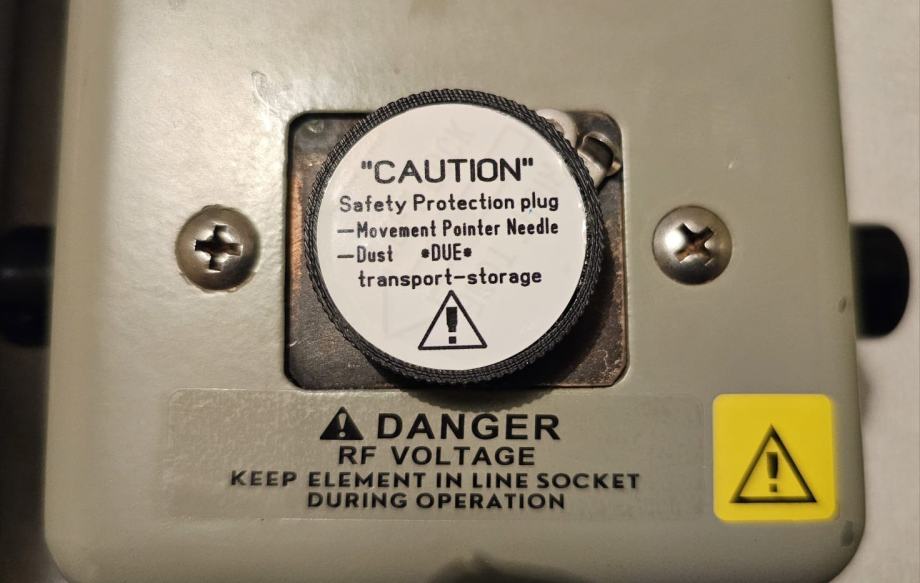 "CAUTION"
Safety Protection plug
—Movement Pointer Needle
—Dust *DUE*
transport-storage
DANGER
RF VOLTAGE
KEEP ELEMENT IN LINE SOCKET
DURING OPERATION